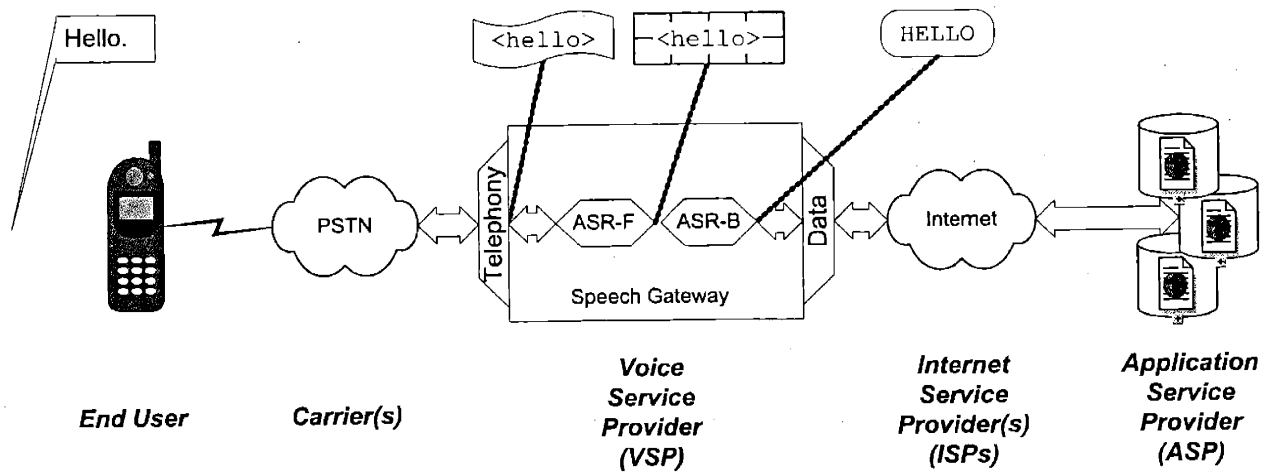 Hello.
<hello>
<hello>
HELLO
Telephony
PSTN
ASR-F
ASR-B
Data
Internet
Speech Gateway
End User
Carrier(s)
Voice
Service
Provider
(VSP)
Internet
Service
Provider(s)
(ISPs)
Application
Service
Provider
(ASP)